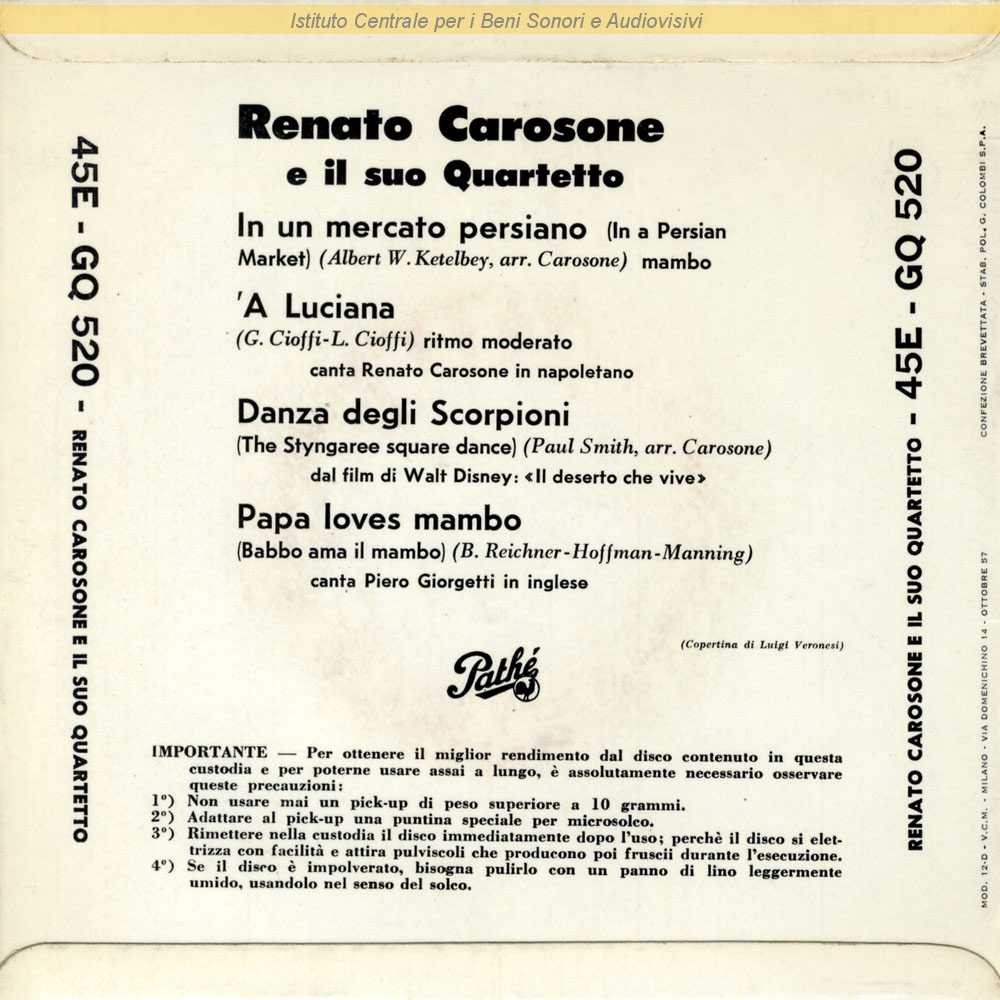 Istituto Centrale per i Beni Sonori e Audiovisivi
Renato Carosone
e il suo Quartetto
In un mercato persiano (In a Persian
Market) (Albert W. Ketelbey, arr. Carosone) mambo
'A Luciana
(G. Cioffi-L. Cioffi) ritmo moderato
canta Renato Carosone in napoletano
Danza degli Scorpioni
(The Styngaree square dance) (Paul Smith, arr. Carosone)
dal film di Walt Disney: «Il deserto che vive»
Papa loves mambo
(Babbo ama il mambo) (B. Reichner-Hoffman-Manning)
canta Piero Giorgetti in inglese
(Copertina di Luigi Veronesi)
Pathé
IMPORTANTE — Per ottenere il miglior rendimento dal disco contenuto in questa
custodia e per poterne usare assai a lungo, è assolutamente necessario osservare
queste precauzioni:
1°) Non usare mai un pick-up di peso superiore a 10 grammi.
2°) Adattare al pick-up una puntina speciale per microsolco.
3°) Rimettere nella custodia il disco immediatamente dopo l'uso; perchè il disco si elet-
trizza con facilità e attira pulviscoli che producono poi fruscii durante l'esecuzione.
4°) Se il disco è impolverato, bisogna pulirlo con un panno di lino leggermente
umido, usandolo nel senso del solco.
45E - GQ 520 - RENATO CAROSONE E IL SUO QUARTETTO
RENATO CAROSONE E IL SUO QUARTETTO - 45E - GQ 520
MOD. 12-D - V.C.M. - MILANO - VIA DOMENICHINO 14 - OTTOBRE 57
CONFEZIONE BREVETTATA - STAB. POL. G. COLOMBI S.P.A.